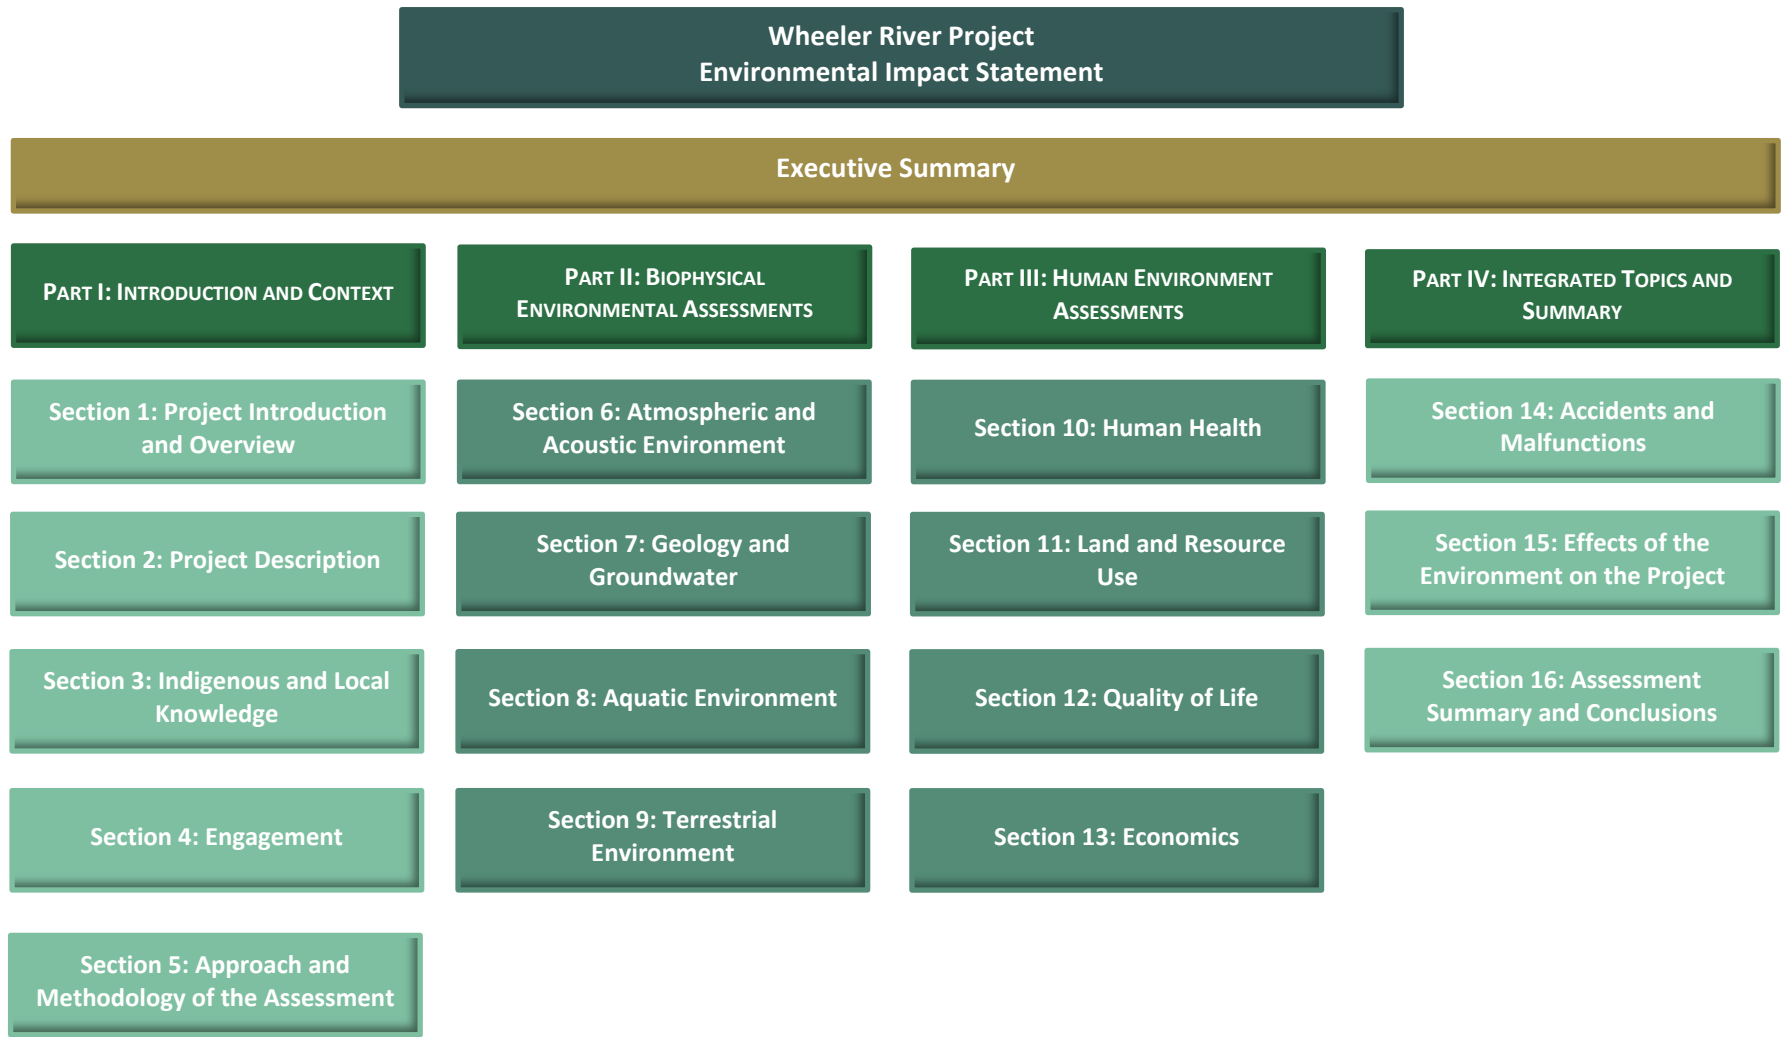 Wheeler River Project
Environmental Impact Statement
Executive Summary
PART I: INTRODUCTION AND CONTEXT
Section 1: Project Introduction
and Overview
Section 2: Project Description
Section 3: Indigenous and Local
Knowledge
Section 4: Engagement
Section 5: Approach and
Methodology of the Assessment
PART II: BIOPHYSICAL
ENVIRONMENTAL ASSESSMENTS
Section 6: Atmospheric and
Acoustic Environment
Section 7: Geology and
Groundwater
Section 8: Aquatic Environment
Section 9: Terrestrial
Environment
PART III: HUMAN ENVIRONMENT
ASSESSMENTS
Section 10: Human Health
Section 11: Land and Resource
Use
Section 12: Quality of Life
Section 13: Economics
PART IV: INTEGRATED TOPICS AND
SUMMARY
Section 14: Accidents and
Malfunctions
Section 15: Effects of the
Environment on the Project
Section 16: Assessment
Summary and Conclusions